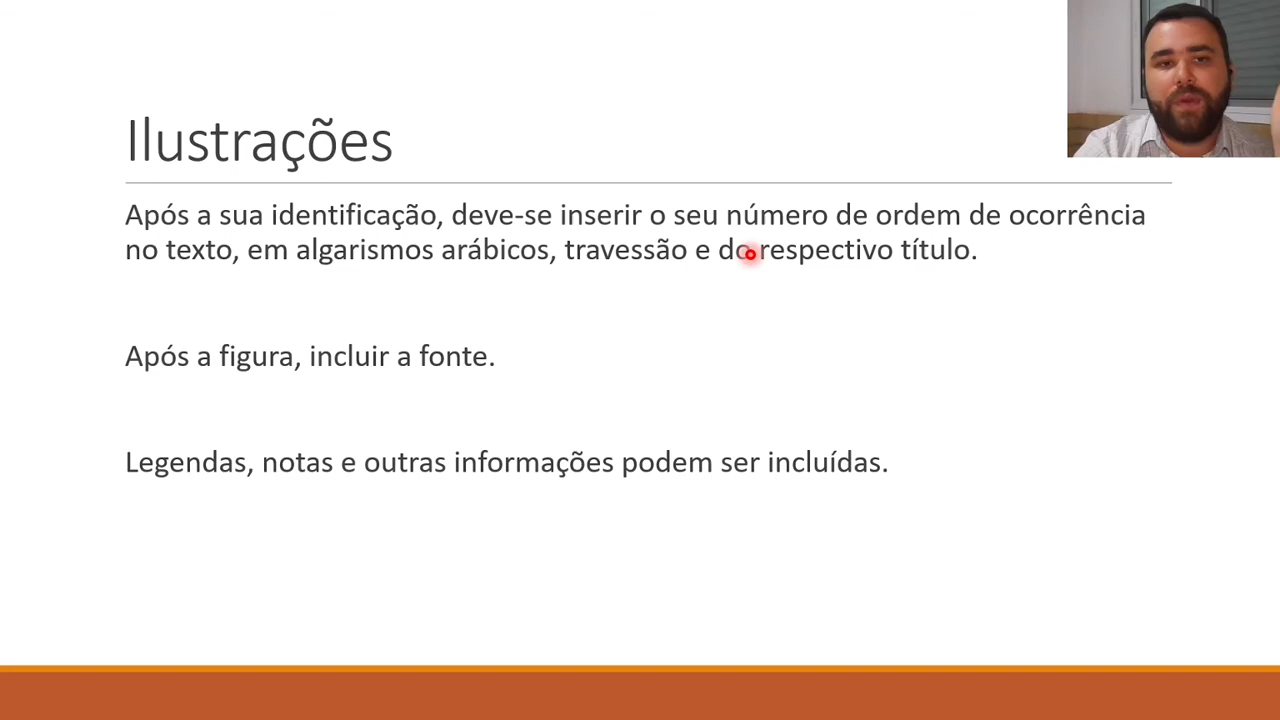 Ilustrações
Após a sua identificação, deve-se inserir o seu número de ordem de ocorrência
no texto, em algarismos arábicos, travessão e do respectivo título.
Após a figura, incluir a fonte.
Legendas, notas e outras informações podem ser incluídas.